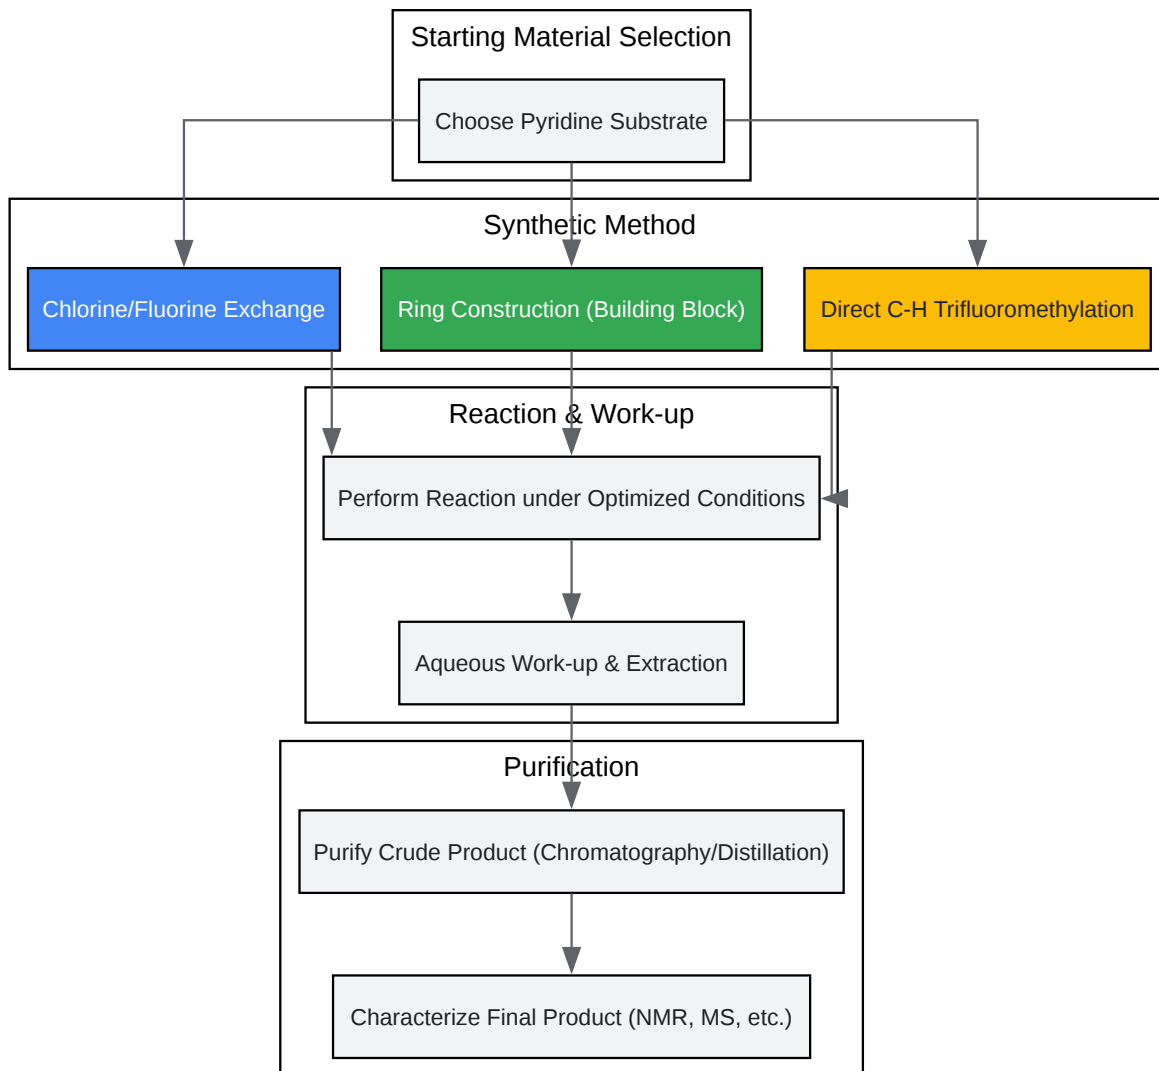 Starting Material Selection
Choose Pyridine Substrate
Synthetic Method
Chlorine/Fluorine Exchange
Ring Construction (Building Block)
Direct C-H Trifluoromethylation
Reaction & Work-up
Perform Reaction under Optimized Conditions
Aqueous Work-up & Extraction
Purification
Purify Crude Product (Chromatography/Distillation)
Characterize Final Product (NMR, MS, etc.)